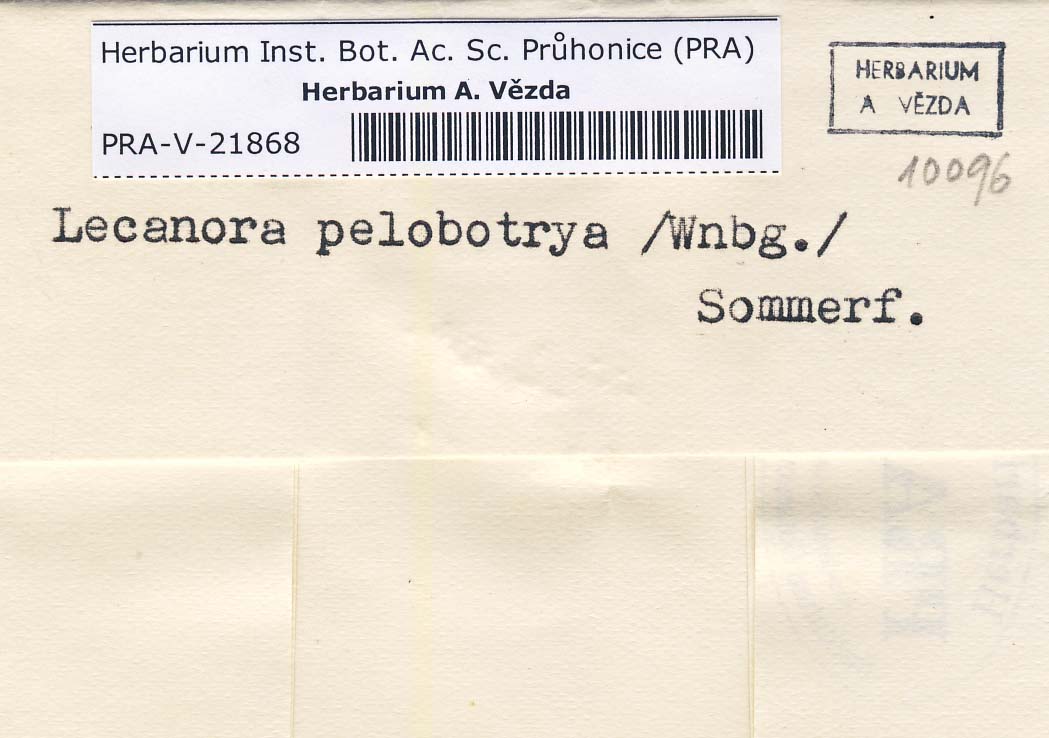 Herbarium Inst. Bot. Ac. Sc. Průhonice (PRA)
Herbarium A. Vězda
PRA-V-21868
HERBARIUM
A VĚZDA
10096
Lecanora pelobotrya /Wnbg./
Sommerf.